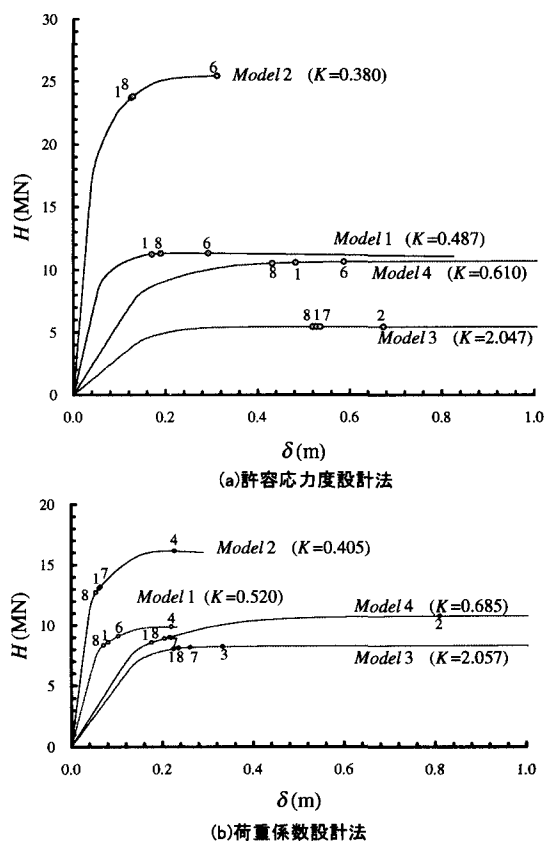 30
25
20
15
10
5
0
H (MN)
1 8 6 Model 2 (K=0.380)
1 8 6 Model 1 (K=0.487)
8 1 6 Model 4 (K=0.610)
8 1 7 2
Model 3 (K=2.047)
0.0 0.2 0.4 0.6 0.8 1.0
δ (m)
(a)許容応力度設計法
20
15
10
5
0
H (MN)
8 1 7 4 Model 2 (K=0.405)
Model 1 (K=0.520)
8 1 6 4
1 8 2 Model 4 (K=0.685)
1 8 7 3 Model 3 (K=2.057)
0.0 0.2 0.4 0.6 0.8 1.0
δ (m)
(b)荷重係数設計法